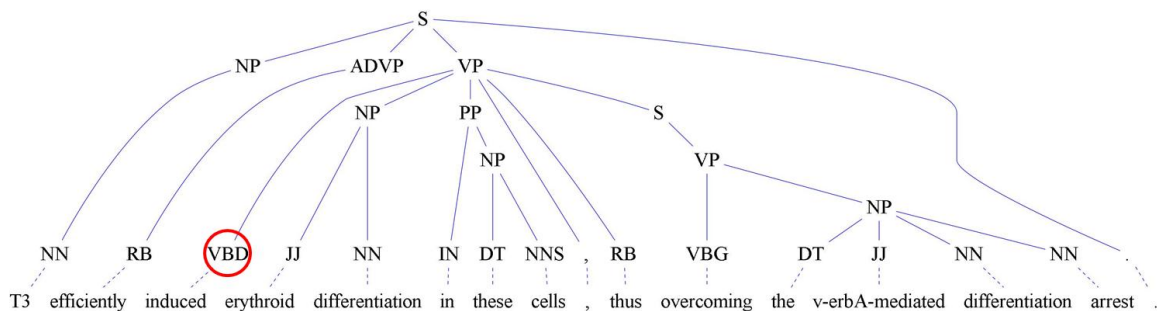 S
NP ADVP VP
NP PP S
NP VP
NP
NN RB VBD JJ NN IN DT NNS , RB VBG DT JJ NN NN .
T3 efficiently induced erythroid differentiation in these cells , thus overcoming the v-erbA-mediated differentiation arrest .